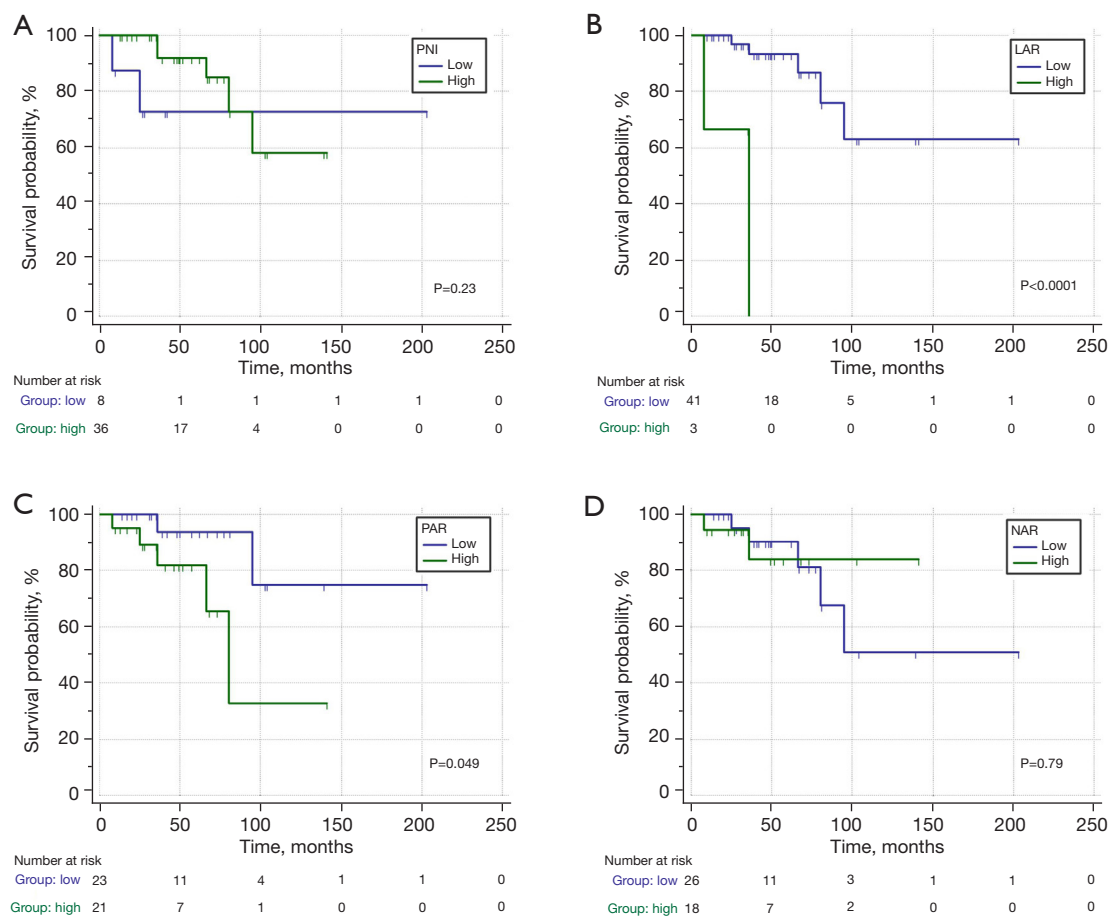 A
100
80
60
40
20
0
Survival probability, %
PNI
Low
High
P=0.23
0 50 100 150 200 250
Time, months
Number at risk
Group: low 8 1 1 1 1 0
Group: high 36 17 4 0 0 0
B
100
80
60
40
20
0
Survival probability, %
LAR
Low
High
P<0.0001
0 50 100 150 200 250
Time, months
Number at risk
Group: low 41 18 5 1 1 0
Group: high 3 0 0 0 0 0
C
100
80
60
40
20
0
Survival probability, %
PAR
Low
High
P=0.049
0 50 100 150 200 250
Time, months
Number at risk
Group: low 23 11 4 1 1 0
Group: high 21 7 1 0 0 0
D
100
80
60
40
20
0
Survival probability, %
NAR
Low
High
P=0.79
0 50 100 150 200 250
Time, months
Number at risk
Group: low 26 11 3 1 1 0
Group: high 18 7 2 0 0 0